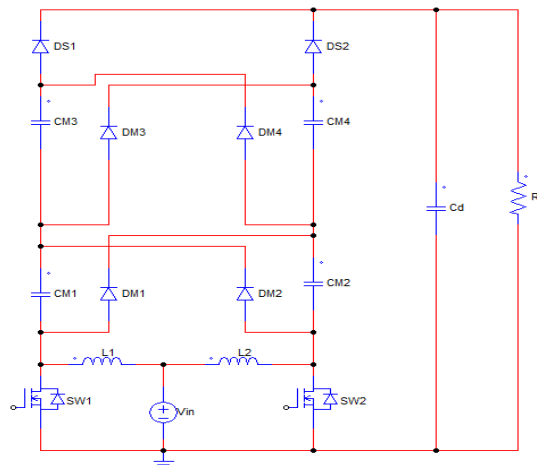 DS1
DS2
CM3
DM3
DM4
CM4
Cd
R
CM1
DM1
DM2
CM2
L1
L2
SW1
Vin
SW2